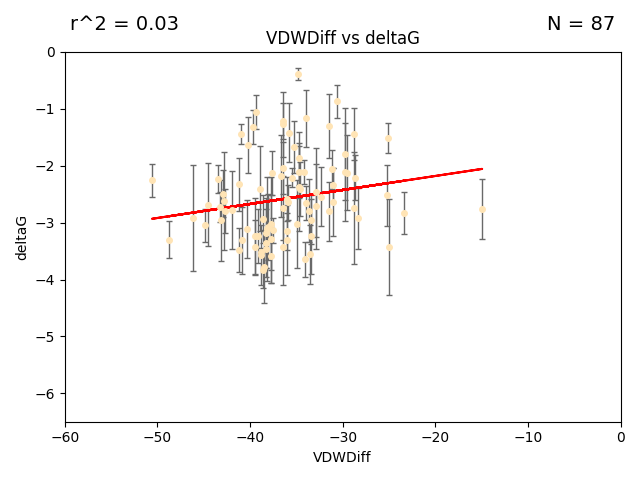 r^2 = 0.03
N = 87
VDWDiff vs deltaG
0
−1
−2
−3
−4
−5
−6
deltaG
−60 −50 −40 −30 −20 −10 0
VDWDiff